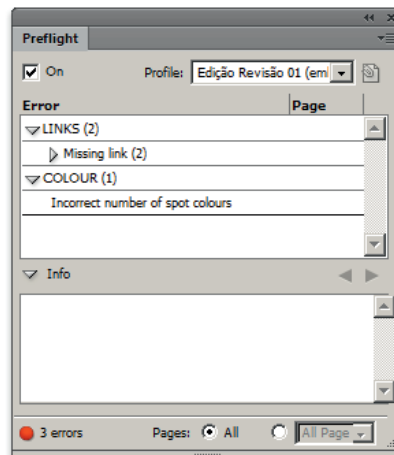 Preflight
On Profile: Edição Revisão 01 (em
Error Page
LINKS (2)
Missing link (2)
COLOUR (1)
Incorrect number of spot colours
Info
3 errors Pages: All All Page